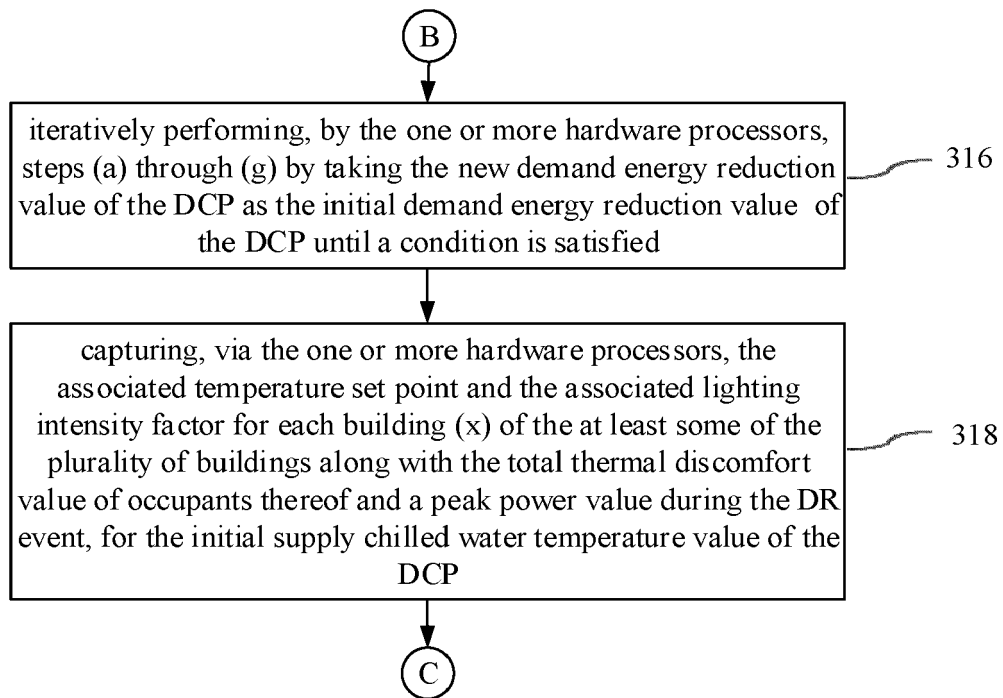 B
iteratively performing, by the one or more hardware processors,
steps (a) through (g) by taking the new demand energy reduction
value of the DCP as the initial demand energy reduction value of
the DCP until a condition is satisfied
316
capturing, via the one or more hardware processors, the
associated temperature set point and the associated lighting
intensity factor for each building (x) of the at least some of the
plurality of buildings along with the total thermal discomfort
value of occupants thereof and a peak power value during the DR
event, for the initial supply chilled water temperature value of the
DCP
318
C